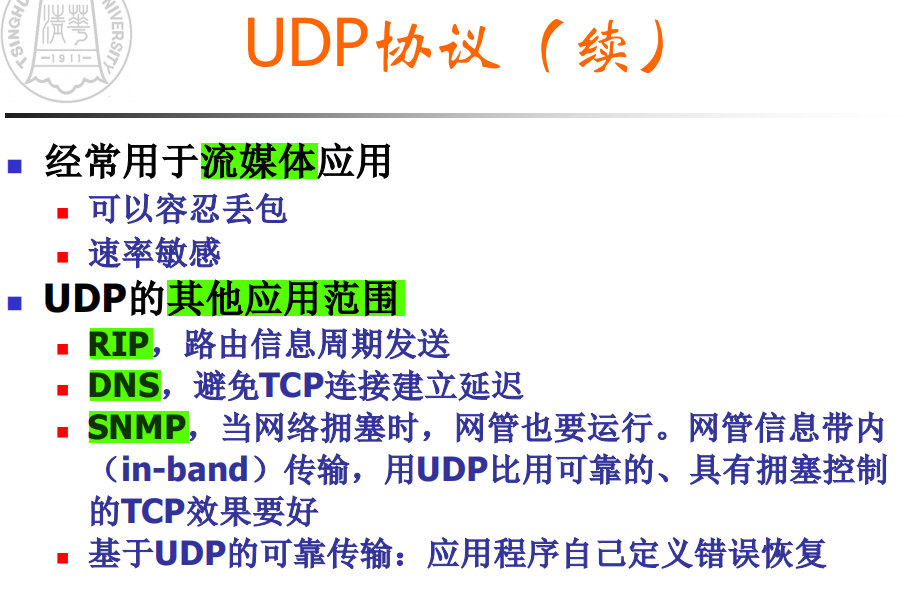 TSINGHUA UNIVERSITY
清華
-1911-
UDP协议（续）
经常用于流媒体应用
可以容忍丢包
速率敏感
UDP的其他应用范围
RIP，路由信息周期发送
DNS，避免TCP连接建立延迟
SNMP，当网络拥塞时，网管也要运行。网管信息带内
（in-band）传输，用UDP比用可靠的、具有拥塞控制
的TCP效果要好
基于UDP的可靠传输：应用程序自己定义错误恢复